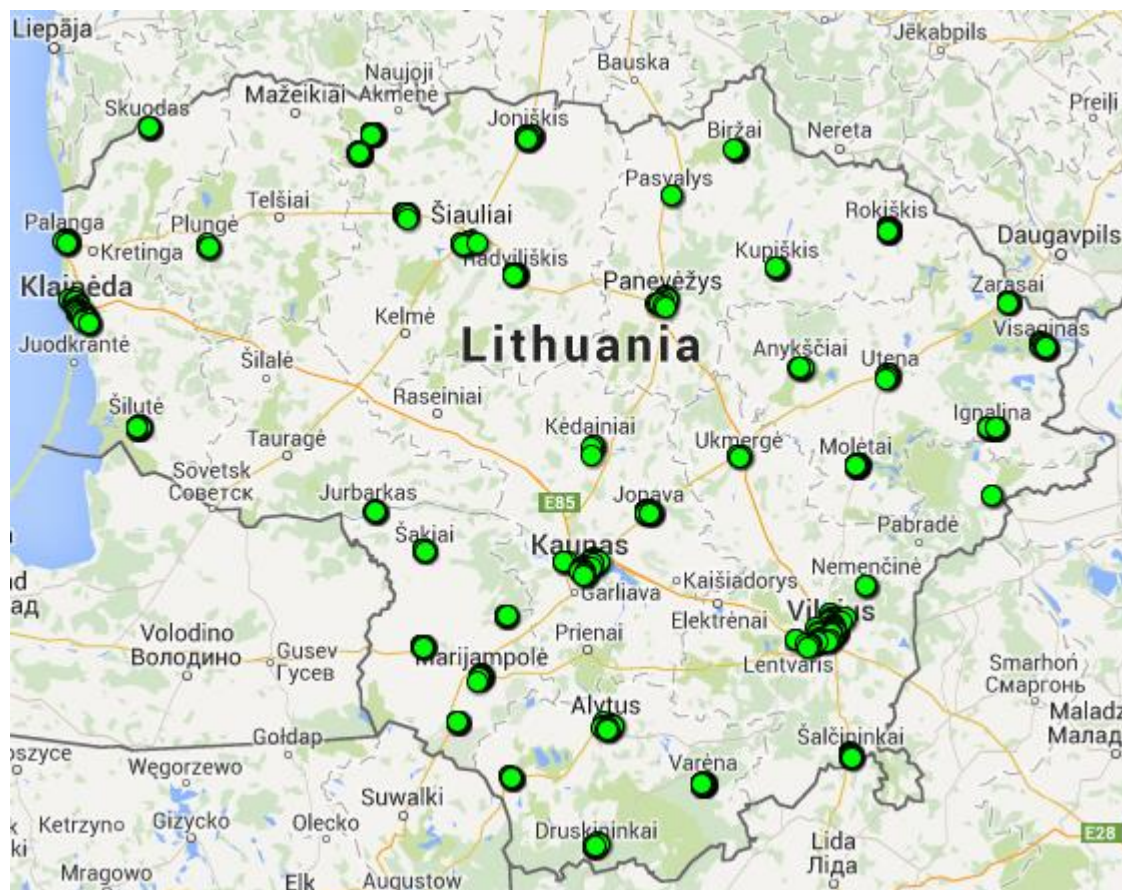 Liepāja
Jēkabpils
Naujoji
Akmenė
Bauska
Mažeikiai
Skuodas
Joniškis
Biržai
Nereta
Preiļi
Pasvalys
Telšiai
Šiauliai
Palanga
Plungė
Rokiškis
Daugavpils
Kretinga
Radviliškis
Kupiškis
Klaipėda
Panevėžys
Zarasai
Kelmė
Visaginas
Juodkrantė
Lithuania
Anykščiai
Utena
Šilalė
Raseiniai
Šilutė
Kėdainiai
Ukmergė
Ignalina
Tauragė
Molėtai
Sovetsk
Советск
Jurbarkas
E85
Jonava
Pabradė
Šakiai
Kaunas
Nemenčinė
Kaišiadorys
Garliava
Elektrėnai
Vilnius
Volodino
Володино
Prienai
Gusev
Гусев
Marijampolė
Lentvaris
Smarhoń
Смаргонь
Alytus
Gołdap
Šalčininkai
Węgorzewo
Varėna
Suwalki
Druskininkai
Kętrzyn
Giżycko
Olecko
Lida
Ліда
E28
Mrągowo
Ełk
Augustów